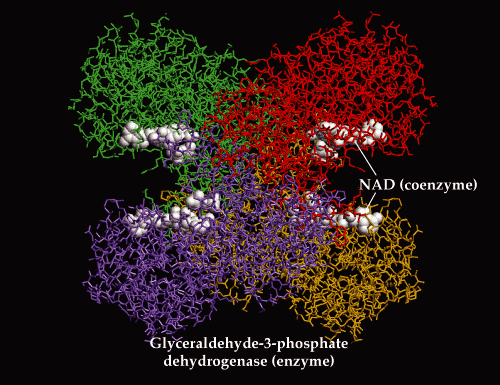 NAD (coenzyme)
Glyceraldehyde-3-phosphate
dehydrogenase (enzyme)